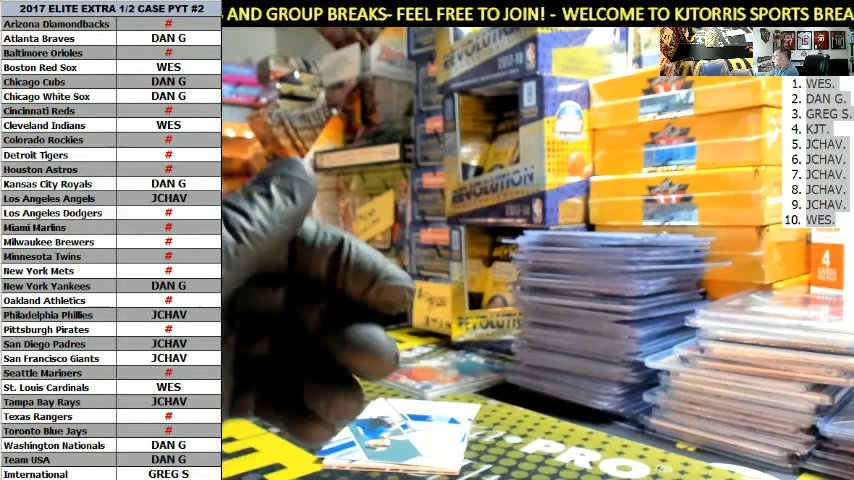 2017 ELITE EXTRA 1/2 CASE PYT #2
Arizona Diamondbacks #
Atlanta Braves DAN G
Baltimore Orioles #
Boston Red Sox WES
Chicago Cubs DAN G
Chicago White Sox DAN G
Cincinnati Reds #
Cleveland Indians WES
Colorado Rockies #
Detroit Tigers #
Houston Astros #
Kansas City Royals DAN G
Los Angeles Angels JCHAV
Los Angeles Dodgers #
Miami Marlins #
Milwaukee Brewers #
Minnesota Twins #
New York Mets #
New York Yankees DAN G
Oakland Athletics #
Philadelphia Phillies JCHAV
Pittsburgh Pirates #
San Diego Padres JCHAV
San Francisco Giants JCHAV
Seattle Mariners #
St. Louis Cardinals WES
Tampa Bay Rays JCHAV
Texas Rangers #
Toronto Blue Jays #
Washington Nationals DAN G
Team USA DAN G
International GREG S
AND GROUP BREAKS- FEEL FREE TO JOIN! - WELCOME TO KJTORRIS SPORTS BREA
1. WES.
2. DAN G.
3. GREG S.
4. KJT.
5. JCHAV.
6. JCHAV.
7. JCHAV.
8. JCHAV.
9. JCHAV.
10. WES.
2017-18
REVOLUTION
REVOLUTI
4
CARDS
PRO